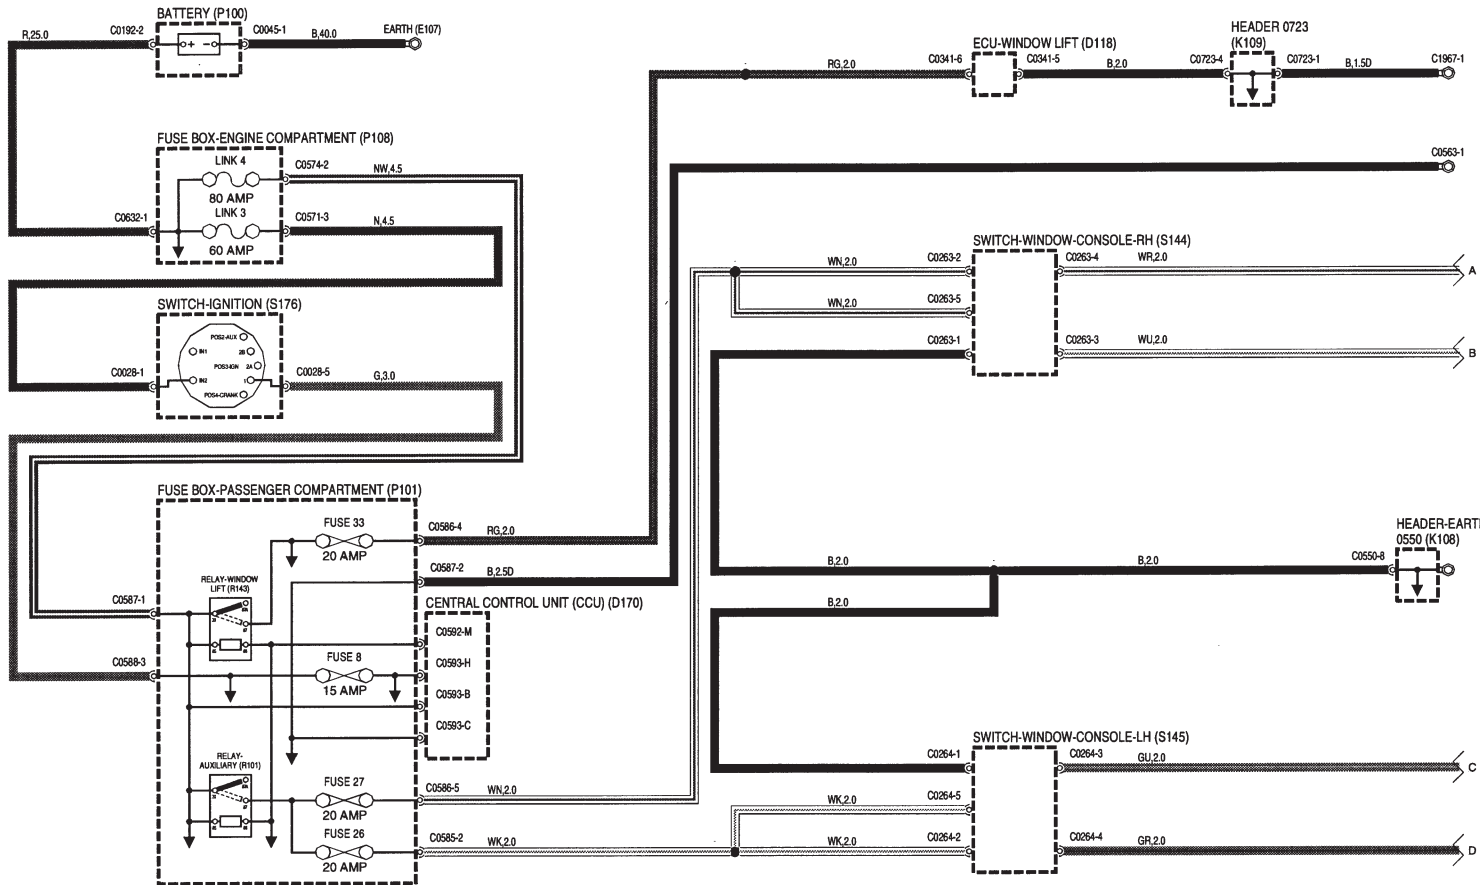 BATTERY (P100)
R,25.0
C0192-2
C0045-1
B,40.0
EARTH (E107)
HEADER 0723
(K109)
ECU-WINDOW LIFT (D118)
RG,2.0
C0341-6
C0341-5
B,2.0
C0723-4
C0723-1
B,1.5D
C1967-1
FUSE BOX-ENGINE COMPARTMENT (P108)
LINK 4
C0574-2
NW,4.5
80 AMP
LINK 3
C0632-1
C0571-3
N,4.5
60 AMP
C0563-1
SWITCH-WINDOW-CONSOLE-RH (S144)
WN,2.0
C0263-2
C0263-4
WR,2.0
A
WN,2.0
C0263-5
C0263-1
C0263-3
WU,2.0
B
SWITCH-IGNITION (S176)
POS2-AUX
IN1
2B
POS3-IGN
2A
C0028-1
IN2
1
C0028-5
G,3.0
POS4-CRANK
FUSE BOX-PASSENGER COMPARTMENT (P101)
FUSE 33
C0586-4
RG,2.0
20 AMP
HEADER-EARTH
0550 (K108)
C0550-8
RELAY-WINDOW
LIFT (R143)
C0587-2
B,2.5D
B,2.0
B,2.0
C0587-1
CENTRAL CONTROL UNIT (CCU) (D170)
B,2.0
C0592-M
C0588-3
FUSE 8
C0593-H
15 AMP
C0593-B
C0593-C
RELAY-
AUXILIARY (R101)
SWITCH-WINDOW-CONSOLE-LH (S145)
C0264-1
C0264-3
GU,2.0
C
FUSE 27
C0586-5
WN,2.0
20 AMP
WK,2.0
C0264-5
FUSE 26
C0585-2
WK,2.0
WK,2.0
C0264-2
C0264-4
GR,2.0
D
20 AMP